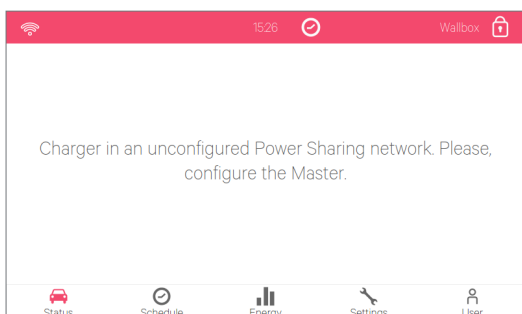 15:26 Wallbox
Charger in an unconfigured Power Sharing network. Please,
configure the Master.
Status Schedule Energy Settings User